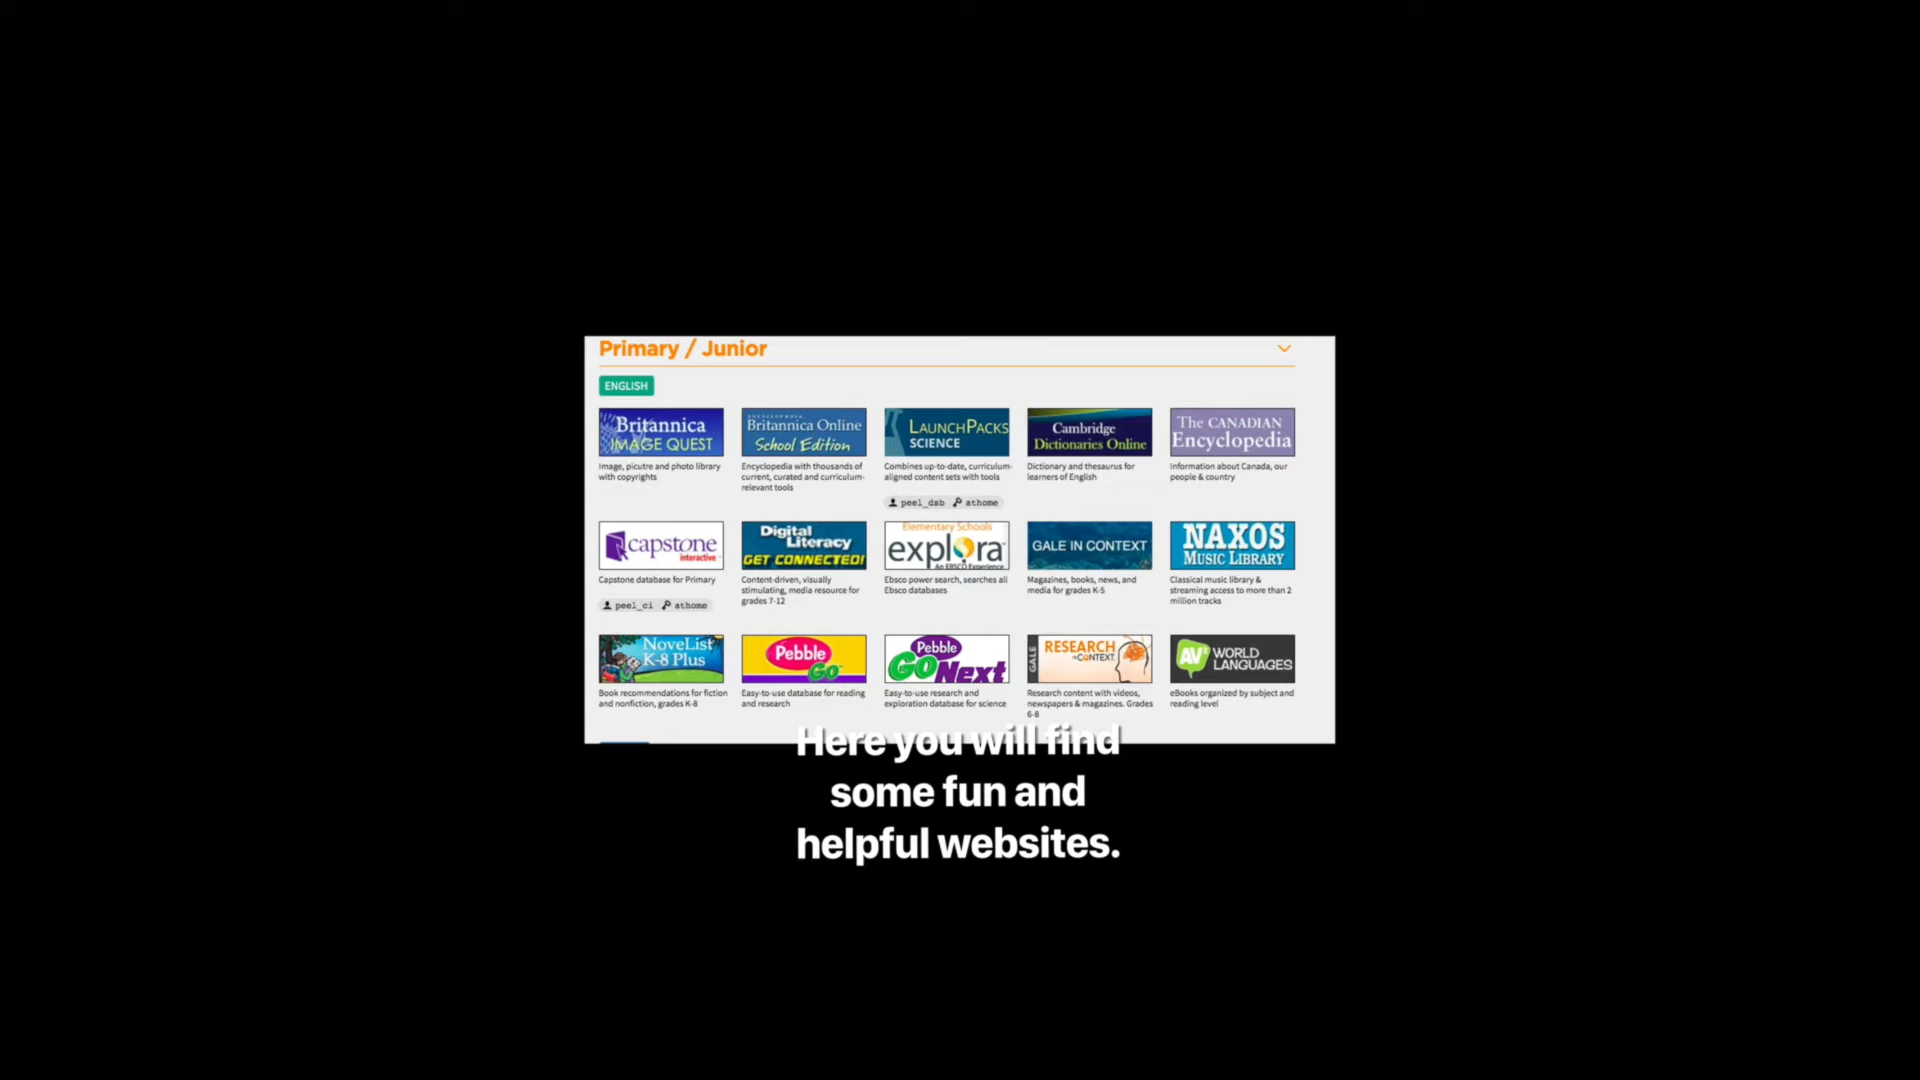 Primary / Junior
ENGLISH
Britannica
IMAGE QUEST
Image, picutre and photo library
with copyrights
ENCYCLOPÆDIA
Britannica Online
School Edition
Encyclopedia with thousands of
current, curated and curriculum-
relevant tools
LAUNCHPACKS
SCIENCE
Combines up-to-date, curriculum-
aligned content sets with tools
peel_dsb athome
Cambridge
Dictionaries Online
Dictionary and thesaurus for
learners of English
The CANADIAN
Encyclopedia
Information about Canada, our
people & country
capstone
interactive
Capstone database for Primary
peel_ci athome
Digital
Literacy
GET CONNECTED!
Content-driven, visually
stimulating, media resource for
grades 7-12
Elementary Schools
explora
An EBSCO Experience
Ebsco power search, searches all
Ebsco databases
GALE IN CONTEXT
Magazines, books, news, and
media for grades K-5
NAXOS
MUSIC LIBRARY
Classical music library &
streaming access to more than 2
million tracks
NoveList
K-8 Plus
Book recommendations for fiction
and nonfiction, grades K-8
Pebble
Go
Easy-to-use database for reading
and research
Pebble
GO Next
Easy-to-use research and
exploration database for science
GALE
RESEARCH
IN CONTEXT
Research content with videos,
newspapers & magazines. Grades
6-8
AV2 WORLD
LANGUAGES
eBooks organized by subject and
reading level
Here you will find
some fun and
helpful websites.